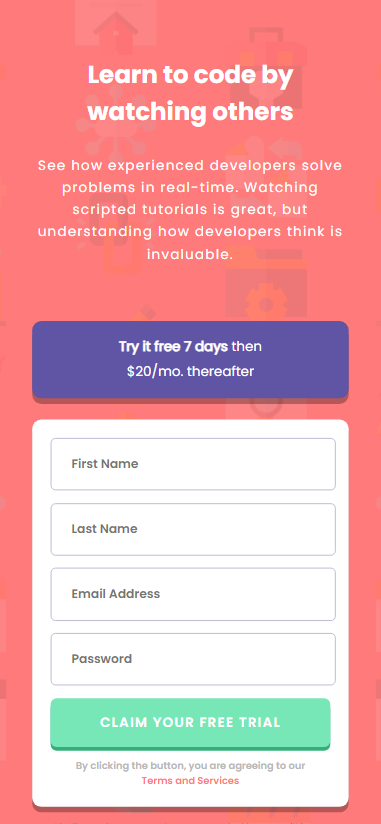 Learn to code by
watching others
See how experienced developers solve
problems in real-time. Watching
scripted tutorials is great, but
understanding how developers think is
invaluable.
Try it free 7 days then
$20/mo. thereafter
First Name
Last Name
Email Address
Password
CLAIM YOUR FREE TRIAL
By clicking the button, you are agreeing to our
Terms and Services